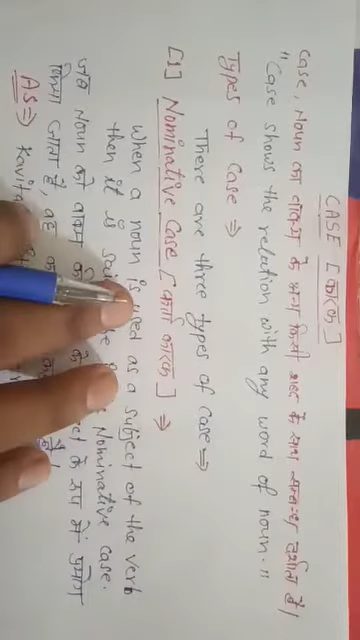 CASE [कारक]
Case, Noun का वाक्य के अन्य किसी शब्द के साथ सम्बन्ध दर्शाता है।
"Case shows the relation with any word of noun."
Types of Case ⇒
There are three types of Case ⇒
[1] Nominative Case [कर्ता कारक] ⇒
When a noun is used as a subject of the verb
then it is Nominative Case.
जब Noun को वाक्य के रूप में प्रयोग
किया जाता है, है।
AS⇒